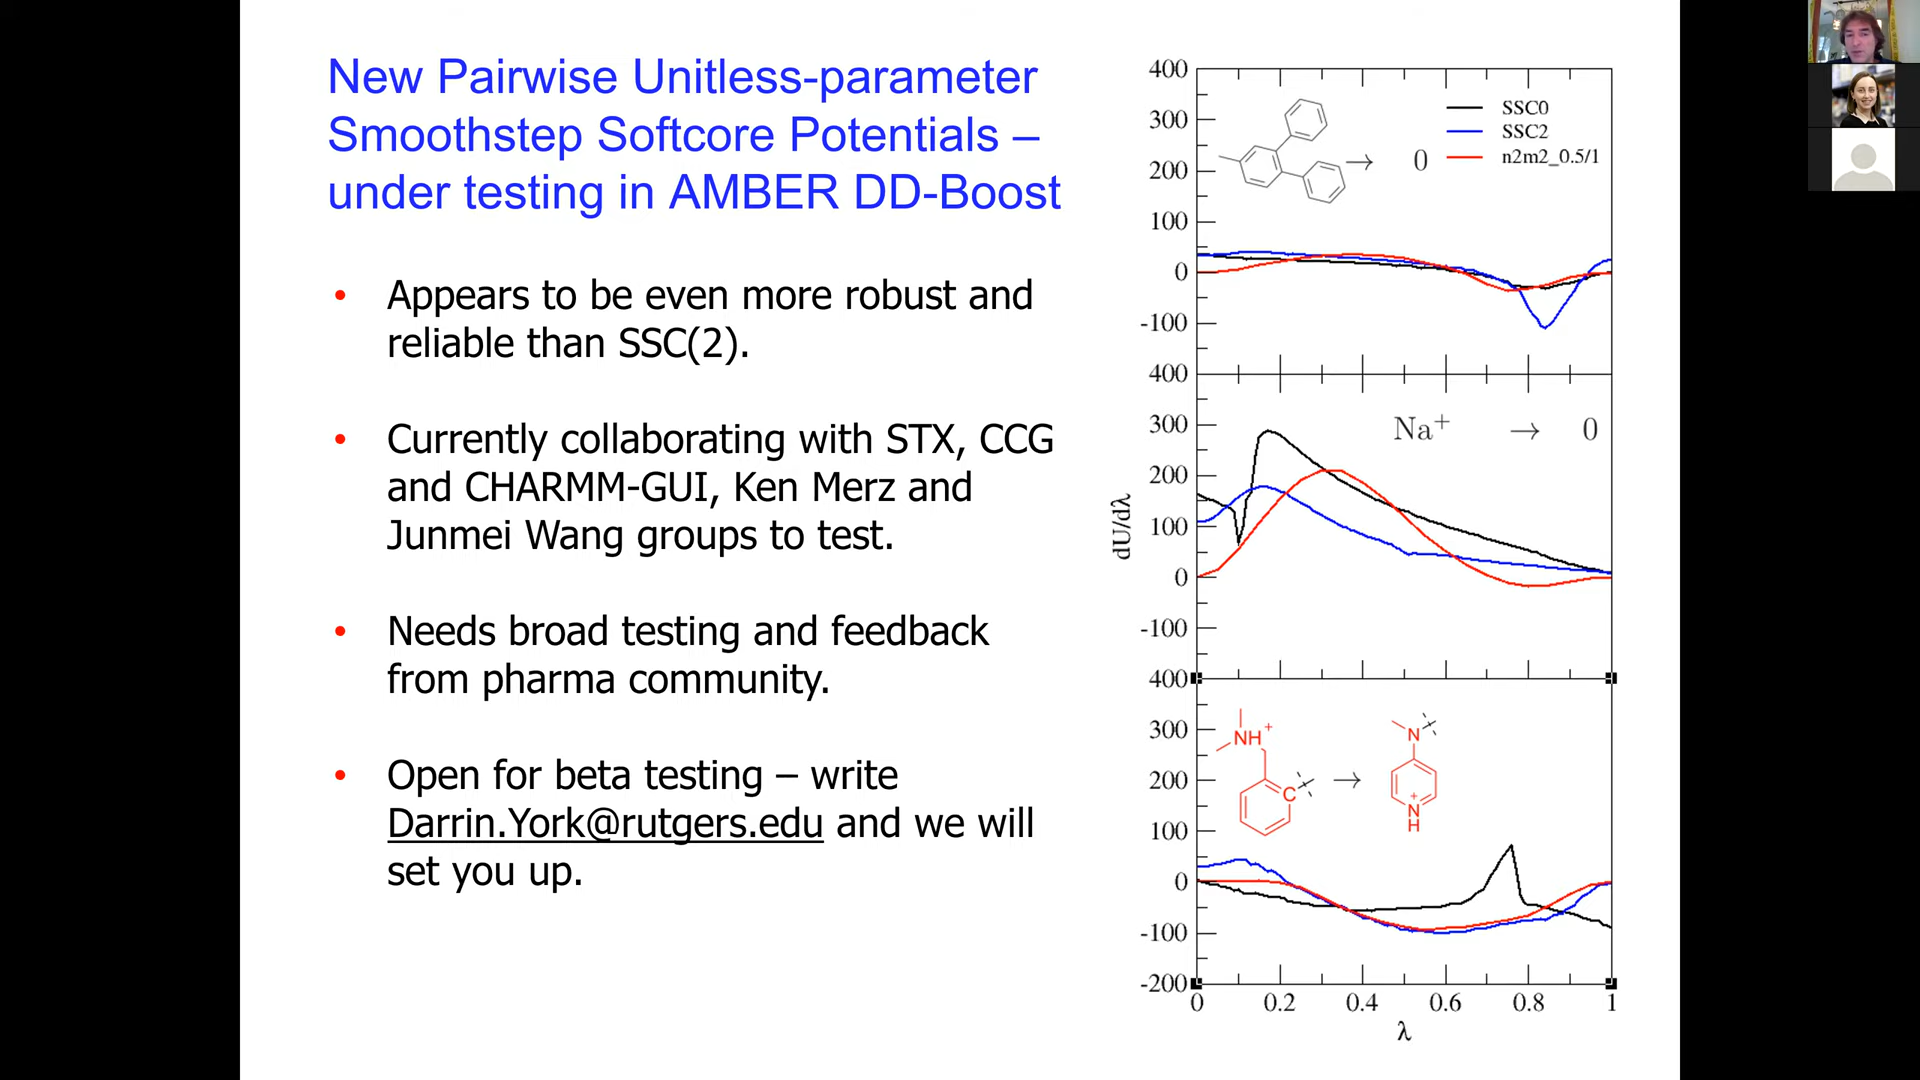 New Pairwise Unitless-parameter
Smoothstep Softcore Potentials –
under testing in AMBER DD-Boost
• Appears to be even more robust and
reliable than SSC(2).
• Currently collaborating with STX, CCG
and CHARMM-GUI, Ken Merz and
Junmei Wang groups to test.
• Needs broad testing and feedback
from pharma community.
• Open for beta testing – write
Darrin.York@rutgers.edu and we will
set you up.
400
300
200
100
0
-100
SSC0
SSC2
n2m2_0.5/1
→ 0
400
300
200
100
0
-100
Na⁺ → 0
dU/dλ
400
300
200
100
0
-100
-200
NH⁺
C
→
N
N⁺
H
0 0.2 0.4 0.6 0.8 1
λ